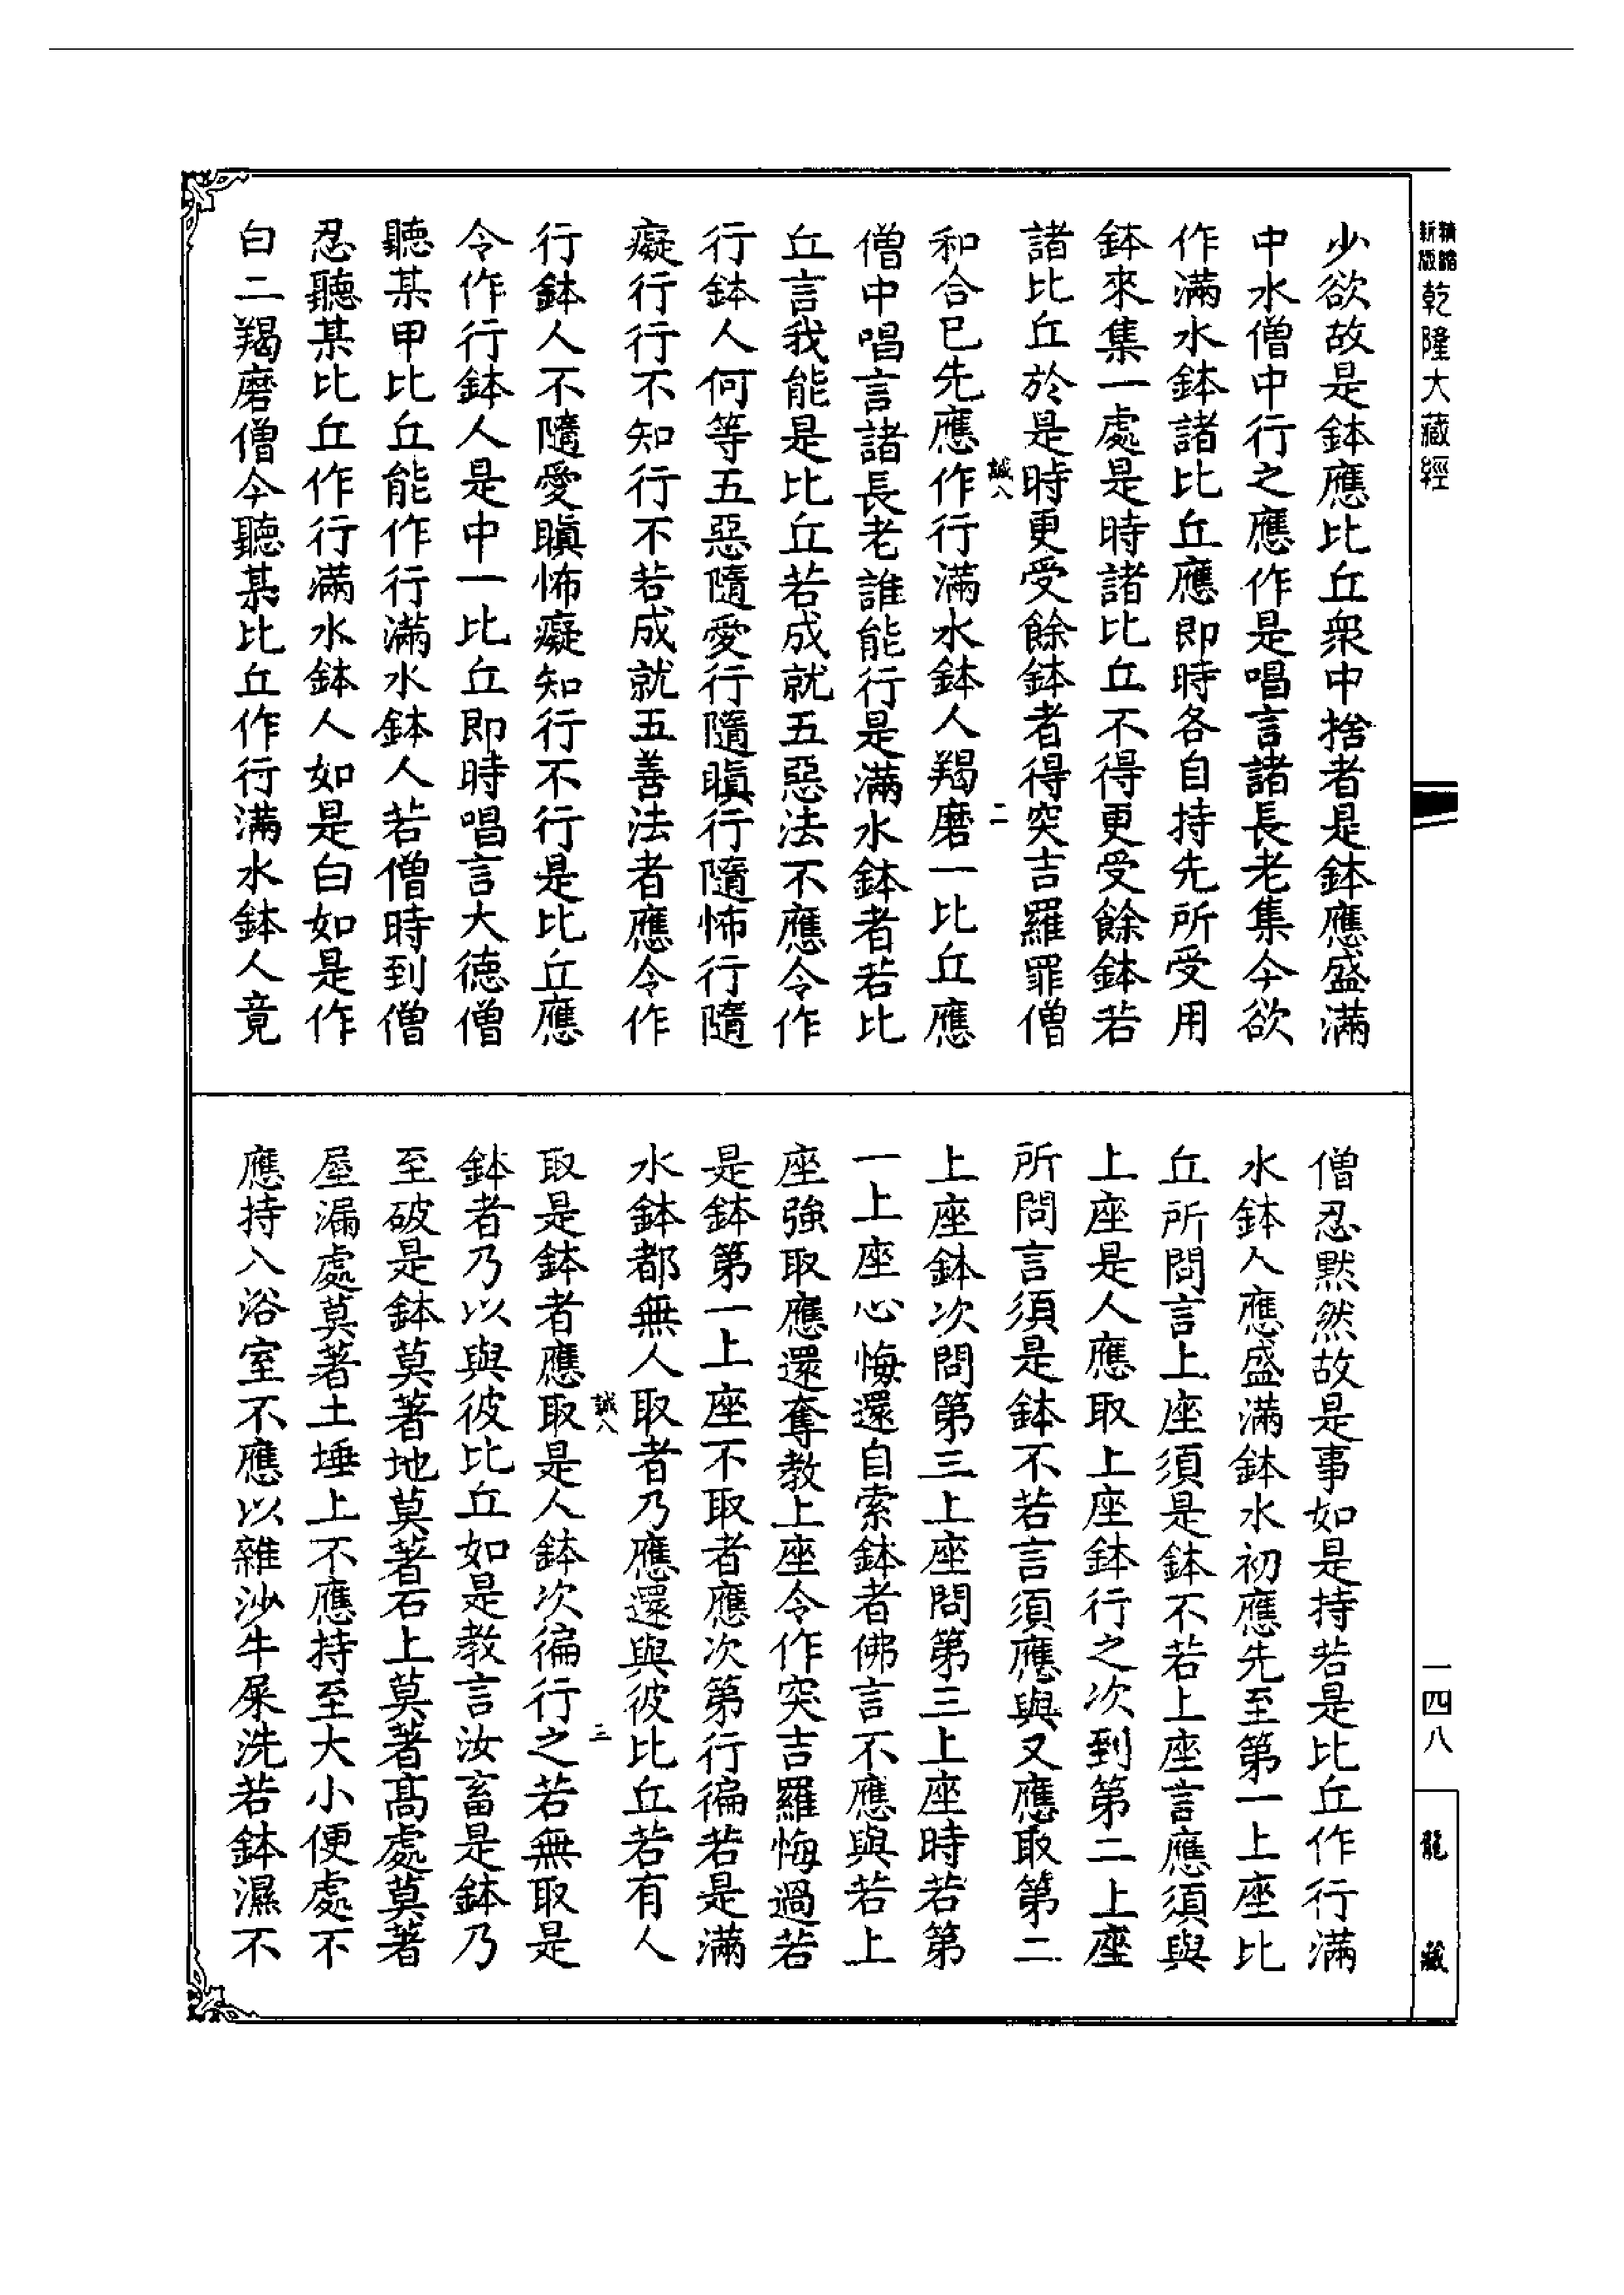 精縮新版乾隆大藏經
少欲故是鉢應比丘衆中捨者是鉢應盛滿
中水僧中行之應作是唱言諸長老集今欲
作滿水鉢諸比丘應即時各自持先所受用
鉢來集一處是時諸比丘不得更受餘鉢若
諸比丘於是時更受餘鉢者得突吉羅罪僧
誠八 二
和合已先應作行滿水鉢人羯磨一比丘應
僧中唱言諸長老誰能行是滿水鉢者若比
丘言我能是比丘若成就五惡法不應令作
行鉢人何等五惡隨愛行隨瞋行隨怖行隨
癡行行不知行不若成就五善法者應令作
行鉢人不隨愛瞋怖癡知行不行是比丘應
令作行鉢人是中一比丘即時唱言大德僧
聽某甲比丘能作行滿水鉢人若僧時到僧
忍聽某比丘作行滿水鉢人如是白如是作
白二羯磨僧今聽某比丘作行滿水鉢人竟
僧忍默然故是事如是持若是比丘作行滿
水鉢人應盛滿鉢水初應先至第一上座比
丘所問言上座須是鉢不若上座言應須與
上座是人應取上座鉢行之次到第二上座
所問言須是鉢不若言須應與又應取第二
上座鉢次問第三上座問第三上座時若第
一上座心悔還自索鉢者佛言不應與若上
座強取應還奪教上座令作突吉羅悔過若
是鉢第一上座不取者應次第行徧若是滿
水鉢都無人取者乃應還與彼比丘若有人
誠八 三
取是鉢者應取是人鉢次徧行之若無取是
鉢者乃以與彼比丘如是教言汝畜是鉢乃
至破是鉢莫著地莫著石上莫著高處莫著
屋漏處莫著土埵上不應持至大小便處不
應持入浴室不應以雜沙牛屎洗若鉢濕不
一四八
龍藏